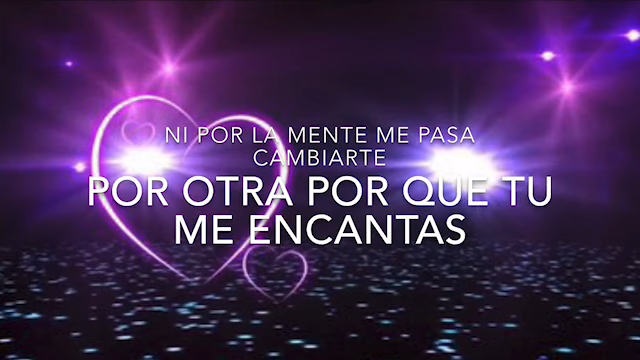 NI POR LA MENTE ME PASA
CAMBIARTE
POR OTRA POR QUE TU
ME ENCANTAS